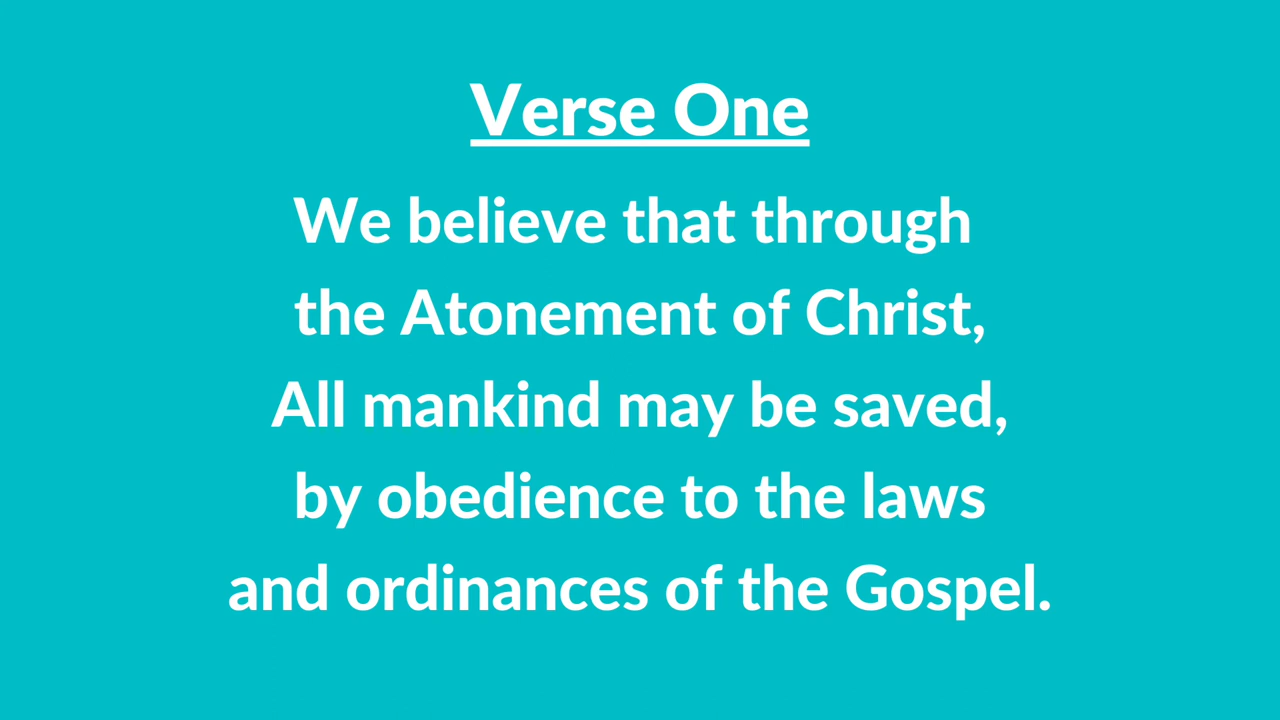 Verse One
We believe that through
the Atonement of Christ,
All mankind may be saved,
by obedience to the laws
and ordinances of the Gospel.